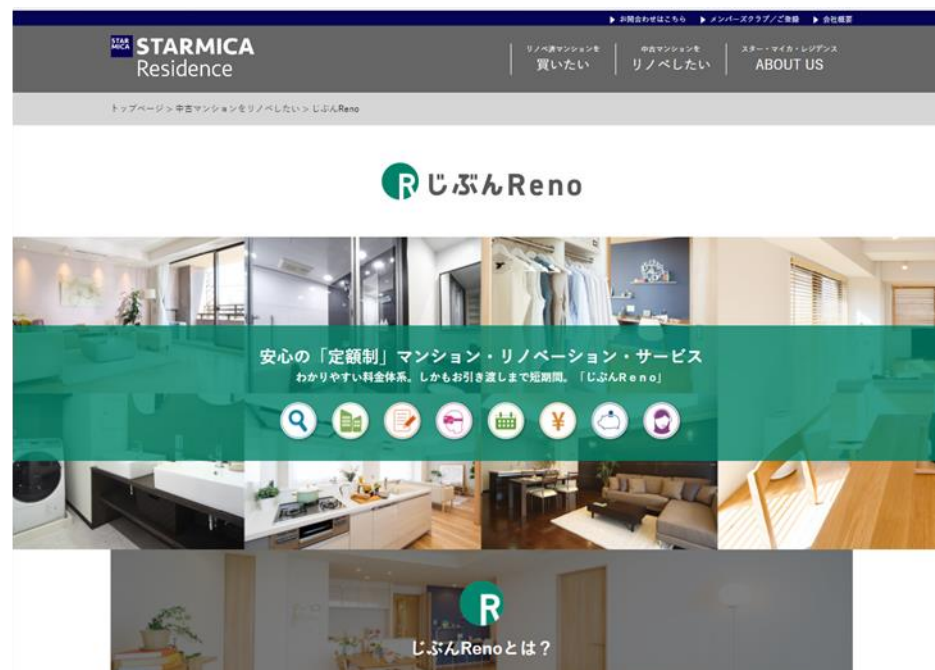 ▶ お問合わせはこちら ▶ メンバーズクラブ/ご登録 ▶ 会社概要
STAR MICA
STARMICA
Residence
リノベ済マンションを
買いたい
中古マンションを
リノベしたい
スター・マイカ・レジデンス
ABOUT US
トップページ > 中古マンションをリノベしたい > じぶんReno
R じぶんReno
安心の「定額制」マンション・リノベーション・サービス
わかりやすい料金体系。しかもお引き渡しまで短期間。「じぶんReno」
¥
R
じぶんRenoとは?